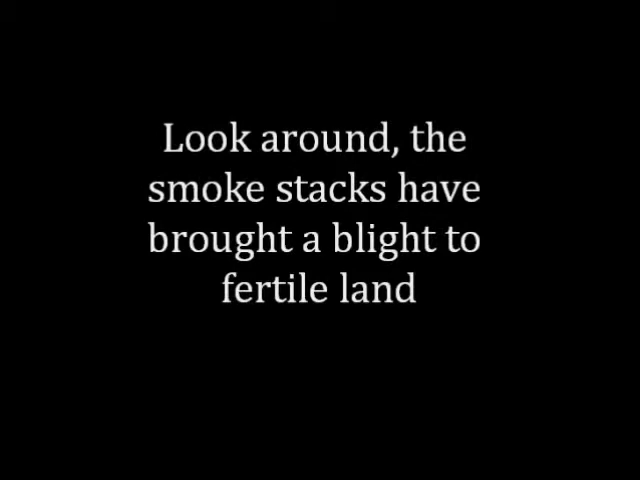 Look around, the
smoke stacks have
brought a blight to
fertile land